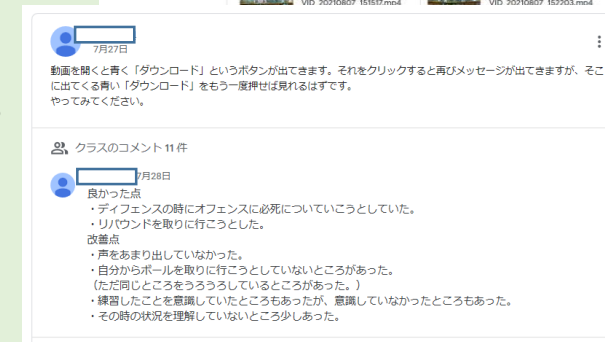 VID_20210807_151517.mp4
VID_20210807_152203.mp4
7月27日
動画を開くと青く「ダウンロード」というボタンが出てきます。それをクリックすると再びメッセージが出てきますが、そこ
に出てくる青い「ダウンロード」をもう一度押せば見れるはずです。
やってみてください。
クラスのコメント 11 件
7月28日
良かった点
・ディフェンスの時にオフェンスに必死についていこうとしていた。
・リバウンドを取りに行こうとした。
改善点
・声をあまり出していなかった。
・自分からボールを取りに行こうとしていないところがあった。
（ただ同じところをうろうろしているところがあった。）
・練習したことを意識していたところもあったが、意識していなかったところもあった。
・その時の状況を理解していないところ少しあった。